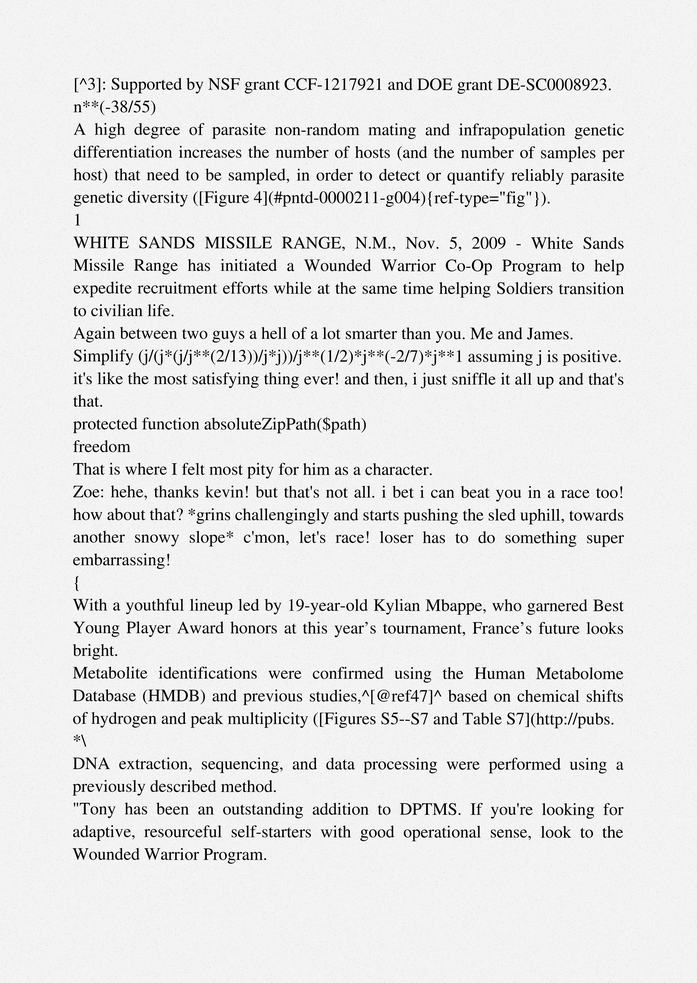 [^3]: Supported by NSF grant CCF-1217921 and DOE grant DE-SC0008923.
n**(-38/55)
A high degree of parasite non-random mating and infrapopulation genetic
differentiation increases the number of hosts (and the number of samples per
host) that need to be sampled, in order to detect or quantify reliably parasite
genetic diversity ([Figure 4](#pntd-0000211-g004){ref-type="fig"}).
1
WHITE SANDS MISSILE RANGE, N.M., Nov. 5, 2009 - White Sands
Missile Range has initiated a Wounded Warrior Co-Op Program to help
expedite recruitment efforts while at the same time helping Soldiers transition
to civilian life.
Again between two guys a hell of a lot smarter than you. Me and James.
Simplify (j/(j*(j/j**(2/13))/j*j))/j**(1/2)*j**(-2/7)*j**1 assuming j is positive.
it's like the most satisfying thing ever! and then, i just sniffle it all up and that's
that.
protected function absoluteZipPath($path)
freedom
That is where I felt most pity for him as a character.
Zoe: hehe, thanks kevin! but that's not all. i bet i can beat you in a race too!
how about that? *grins challengingly and starts pushing the sled uphill, towards
another snowy slope* c'mon, let's race! loser has to do something super
embarrassing!
{
With a youthful lineup led by 19-year-old Kylian Mbappe, who garnered Best
Young Player Award honors at this year’s tournament, France’s future looks
bright.
Metabolite identifications were confirmed using the Human Metabolome
Database (HMDB) and previous studies,^[@ref47]^ based on chemical shifts
of hydrogen and peak multiplicity ([Figures S5--S7 and Table S7](http://pubs.
*\
DNA extraction, sequencing, and data processing were performed using a
previously described method.
"Tony has been an outstanding addition to DPTMS. If you're looking for
adaptive, resourceful self-starters with good operational sense, look to the
Wounded Warrior Program.